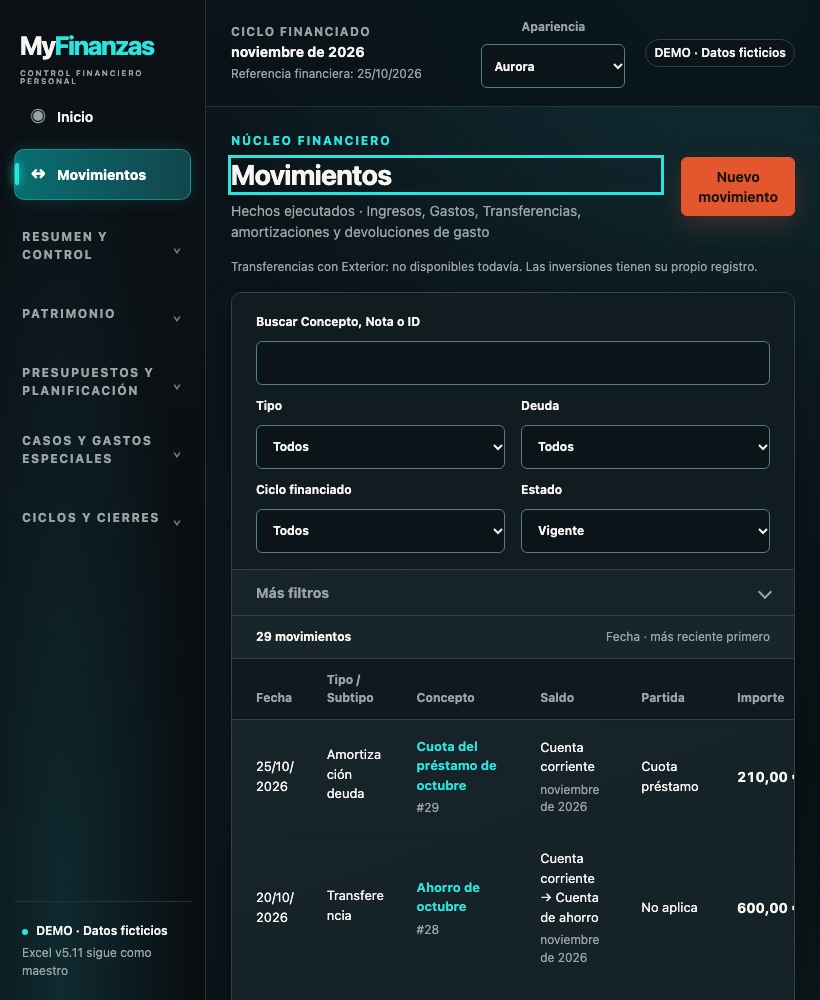 MyFinanzas
CONTROL FINANCIERO
PERSONAL
Inicio
Movimientos
RESUMEN Y
CONTROL
PATRIMONIO
PRESUPUESTOS Y
PLANIFICACIÓN
CASOS Y GASTOS
ESPECIALES
CICLOS Y CIERRES
DEMO · Datos ficticios
Excel v5.11 sigue como
maestro
CICLO FINANCIADO
noviembre de 2026
Referencia financiera: 25/10/2026
Apariencia
Aurora
DEMO · Datos ficticios
NÚCLEO FINANCIERO
Movimientos
Hechos ejecutados · Ingresos, Gastos, Transferencias,
amortizaciones y devoluciones de gasto
Nuevo
movimiento
Transferencias con Exterior: no disponibles todavía. Las inversiones tienen su propio registro.
Buscar Concepto, Nota o ID
Tipo
Deuda
Todos
Todos
Ciclo financiado
Estado
Todos
Vigente
Más filtros
29 movimientos
Fecha · más reciente primero
Fecha
Tipo /
Subtipo
Concepto
Saldo
Partida
Importe
25/10/
2026
Amortiza
ción
deuda
Cuota del
préstamo de
octubre
#29
Cuenta
corriente
noviembre
de 2026
Cuota
préstamo
210,00
20/10/
2026
Transfere
ncia
Ahorro de
octubre
#28
Cuenta
corriente
→ Cuenta
de ahorro
noviembre
de 2026
No aplica
600,00